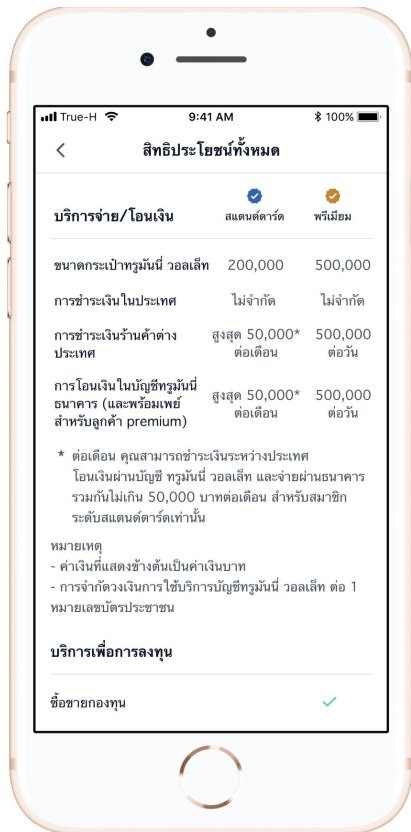 True-H 9:41 AM 100%
สิทธิประโยชน์ทั้งหมด
บริการจ่าย/โอนเงิน สแตนด์ดาร์ด พรีเมียม
ขนาดกระเป๋าทรูมันนี่ วอลเล็ท 200,000 500,000
การชำระเงินในประเทศ ไม่จำกัด ไม่จำกัด
การชำระเงินร้านค้าต่าง สูงสุด 50,000* 500,000
ประเทศ ต่อเดือน ต่อวัน
การโอนเงินในบัญชีทรูมันนี่
ธนาคาร (และพร้อมเพย์ สูงสุด 50,000* 500,000
สำหรับลูกค้า premium) ต่อเดือน ต่อวัน
* ต่อเดือน คุณสามารถชำระเงินระหว่างประเทศ
โอนเงินผ่านบัญชี ทรูมันนี่ วอลเล็ท และจ่ายผ่านธนาคาร
รวมกันไม่เกิน 50,000 บาทต่อเดือน สำหรับสมาชิก
ระดับสแตนด์ดาร์ดเท่านั้น
หมายเหตุ
- ค่าเงินที่แสดงข้างต้นเป็นค่าเงินบาท
- การจำกัดวงเงินการใช้บริการบัญชีทรูมันนี่ วอลเล็ท ต่อ 1
หมายเลขบัตรประชาชน
บริการเพื่อการลงทุน
ซื้อขายกองทุน